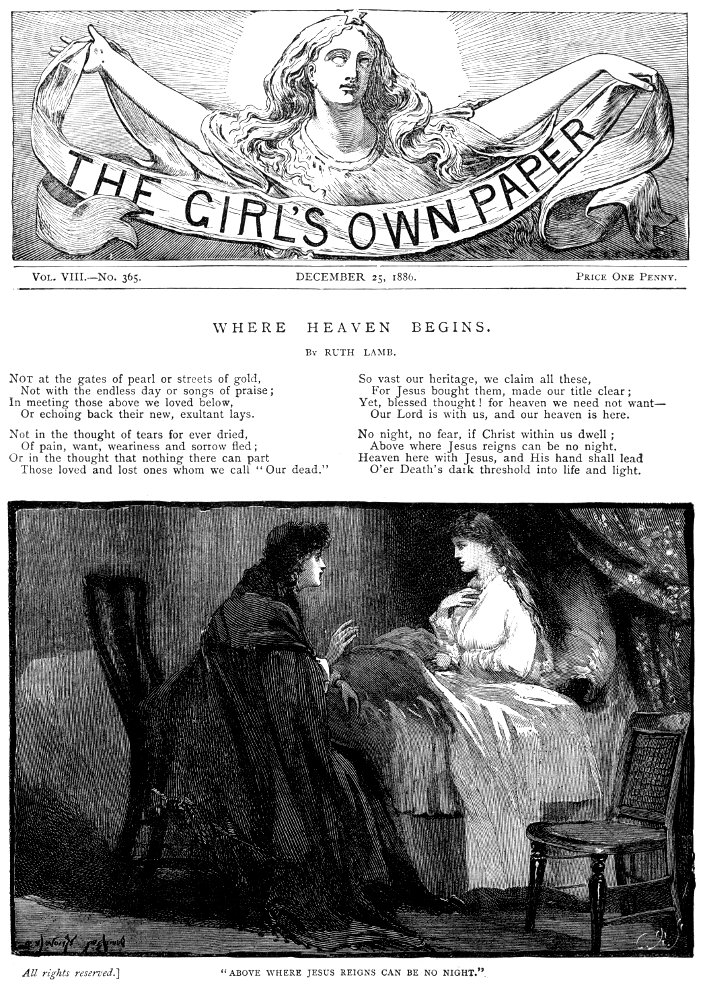 THE GIRL'S OWN PAPER
VOL. VIII.—NO. 365.
DECEMBER 25, 1886.
PRICE ONE PENNY.
WHERE HEAVEN BEGINS.
BY RUTH LAMB.
NOT at the gates of pearl or streets of gold,
Not with the endless day or songs of praise;
In meeting those above we loved below,
Or echoing back their new, exultant lays.
Not in the thought of tears for ever dried,
Of pain, want, weariness and sorrow fled;
Or in the thought that nothing there can part
Those loved and lost ones whom we call "Our dead."
So vast our heritage, we claim all these,
For Jesus bought them, made our title clear;
Yet, blessed thought! for heaven we need not want—
Our Lord is with us, and our heaven is here.
No night, no fear, if Christ within us dwell;
Above where Jesus reigns can be no night.
Heaven here with Jesus, and His hand shall lead
O'er Death's dark threshold into life and light.
All rights reserved.]
"ABOVE WHERE JESUS REIGNS CAN BE NO NIGHT."